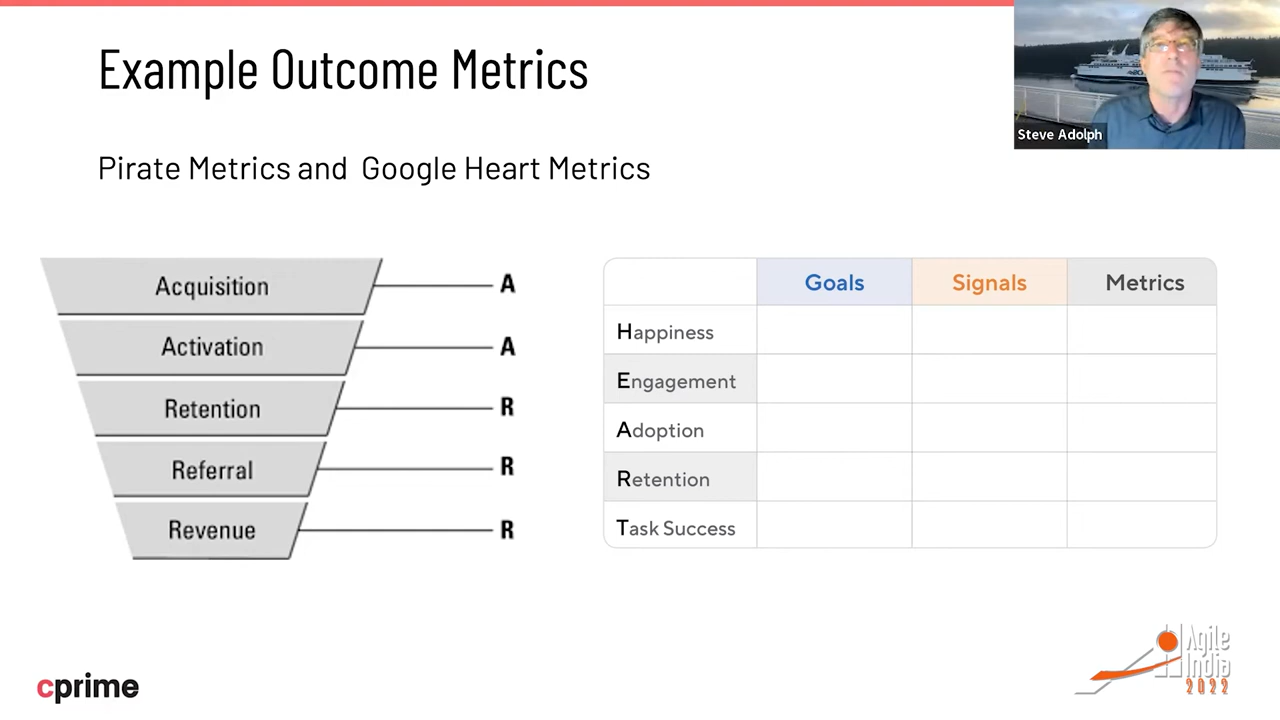 Example Outcome Metrics
Steve Adolph
Pirate Metrics and Google Heart Metrics
Acquisition A
Activation A
Retention R
Referral R
Revenue R
Goals Signals Metrics
Happiness
Engagement
Adoption
Retention
Task Success
cprime
Agile
India
2022